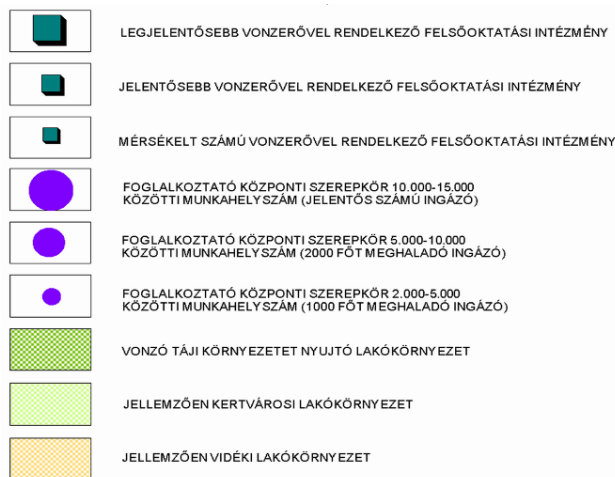 LEGJELENTŐSEBB VONZERŐVEL RENDELKEZŐ FELSŐOKTATÁSI INTÉZMÉNY
JELENTŐSEBB VONZERŐVEL RENDELKEZŐ FELSŐOKTATÁSI INTÉZMÉNY
MÉRSÉKELT SZÁMÚ VONZERŐVEL RENDELKEZŐ FELSŐOKTATÁSI INTÉZMÉNY
FOGLALKOZTATÓ KÖZPONTI SZEREPKÖR 10.000-15.000
KÖZÖTTI MUNKAHELYSZÁM (JELENTŐS SZÁMÚ INGÁZÓ)
FOGLALKOZTATÓ KÖZPONTI SZEREPKÖR 5.000-10.000
KÖZÖTTI MUNKAHELYSZÁM (2000 FŐT MEGHALADÓ INGÁZÓ)
FOGLALKOZTATÓ KÖZPONTI SZEREPKÖR 2.000-5.000
KÖZÖTTI MUNKAHELYSZÁM (1000 FŐT MEGHALADÓ INGÁZÓ)
VONZÓ TÁJI KÖRNYEZETET NYUJTÓ LAKÓKÖRNYEZET
JELLEMZŐEN KERTVÁROSI LAKÓKÖRNYEZET
JELLEMZŐEN VIDÉKI LAKÓKÖRNYEZET